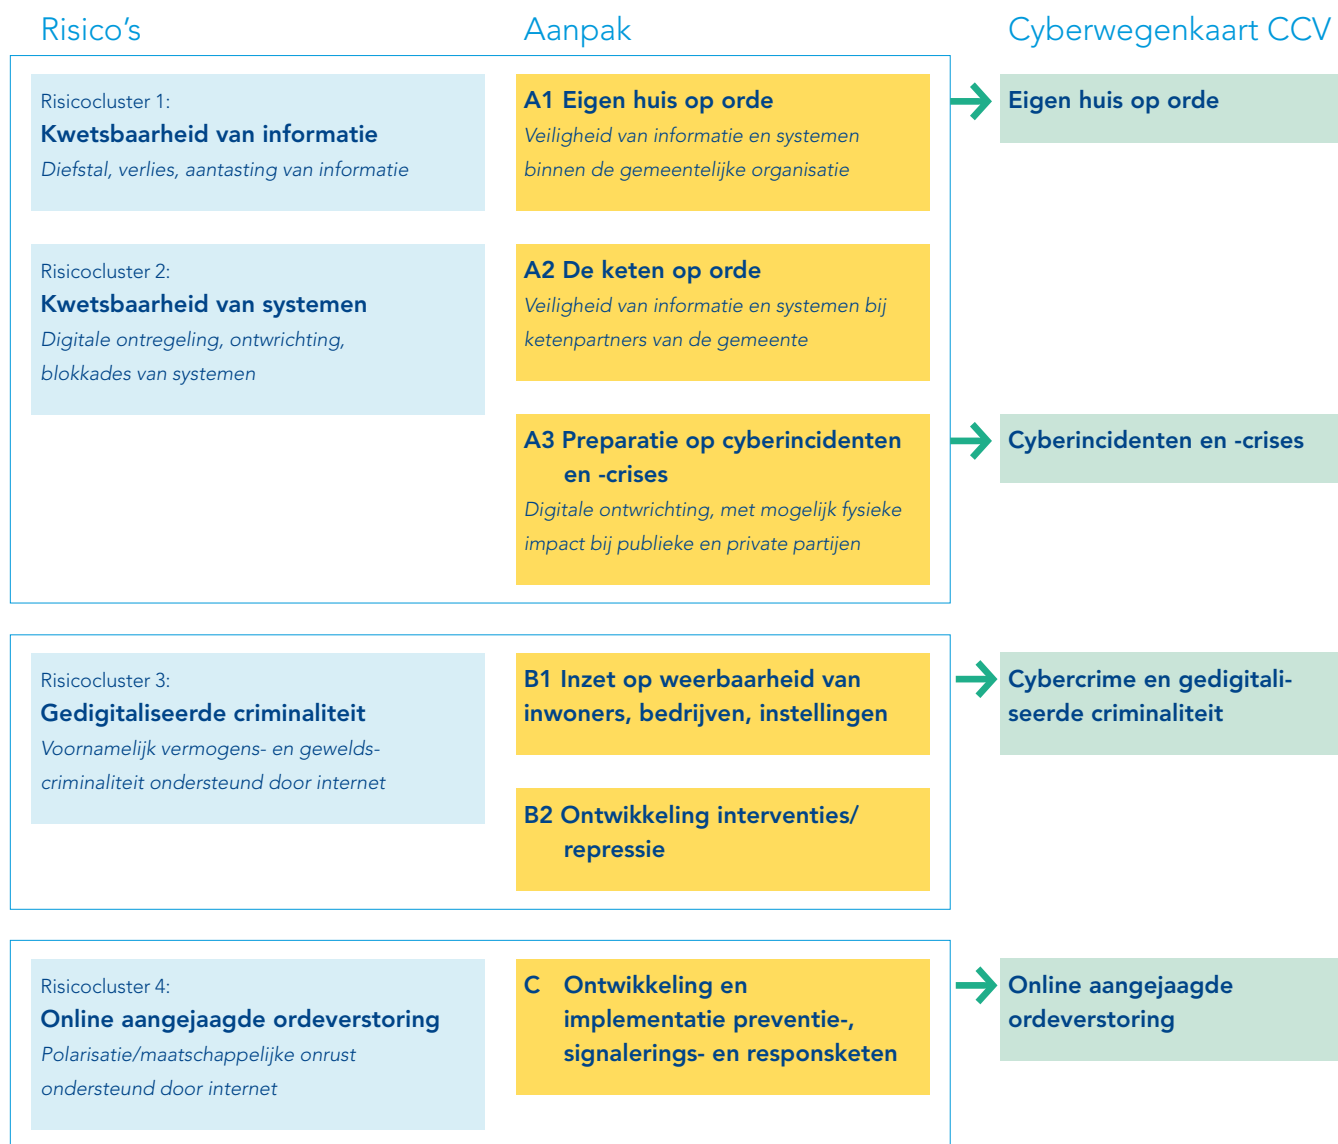 Risico's
Aanpak
Cyberwegenkaart CCV
Risicocluster 1:
Kwetsbaarheid van informatie
Diefstal, verlies, aantasting van informatie
A1 Eigen huis op orde
Veiligheid van informatie en systemen
binnen de gemeentelijke organisatie
Eigen huis op orde
Risicocluster 2:
Kwetsbaarheid van systemen
Digitale ontregeling, ontwrichting,
blokkades van systemen
A2 De keten op orde
Veiligheid van informatie en systemen bij
ketenpartners van de gemeente
A3 Preparatie op cyberincidenten
en -crises
Digitale ontwrichting, met mogelijk fysieke
impact bij publieke en private partijen
Cyberincidenten en -crises
Risicocluster 3:
Gedigitaliseerde criminaliteit
Voornamelijk vermogens- en gewelds-
criminaliteit ondersteund door internet
B1 Inzet op weerbaarheid van
inwoners, bedrijven, instellingen
Cybercrime en gedigitali-
seerde criminaliteit
B2 Ontwikkeling interventies/
repressie
Risicocluster 4:
Online aangejaagde ordeverstoring
Polarisatie/maatschappelijke onrust
ondersteund door internet
C Ontwikkeling en
implementatie preventie-,
signalerings- en responsketen
Online aangejaagde
ordeverstoring